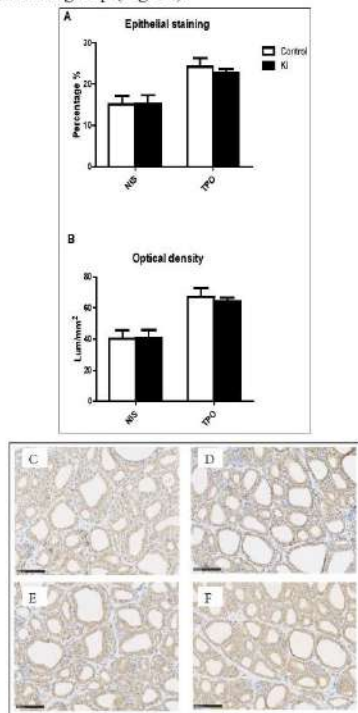 A
Epithelial staining
Control
KI
Percentage %
30
20
10
0
NIS
TPO
B
Optical density
Lum/mm²
80
60
40
20
0
NIS
TPO
C
D
E
F